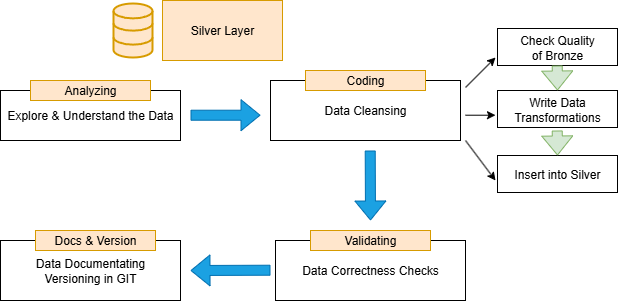 Silver Layer
Analyzing
Explore & Understand the Data
Coding
Data Cleansing
Check Quality
of Bronze
Write Data
Transformations
Insert into Silver
Docs & Version
Data Documentating
Versioning in GIT
Validating
Data Correctness Checks